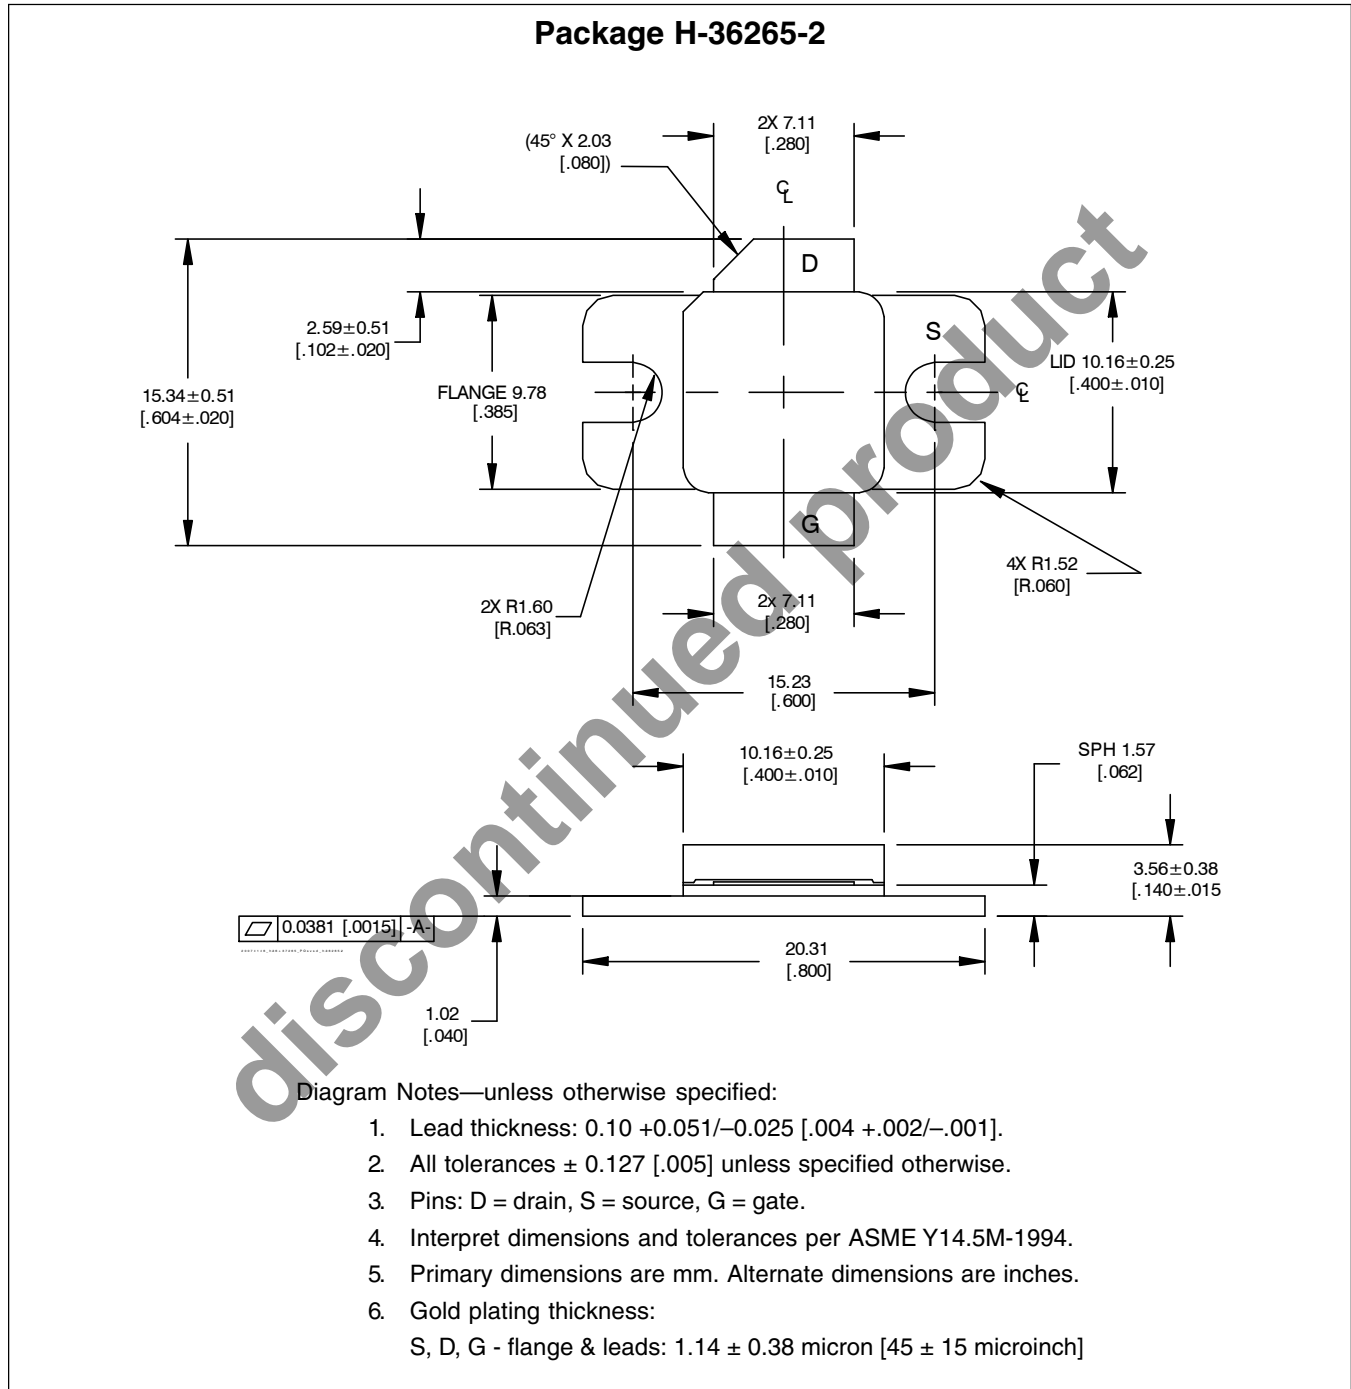 Package H-36265-2
2X 7.11
[.280]
(45° X 2.03
[.080])
C
L
D
S
2.59±0.51
[.102±.020]
LID 10.16±0.25
[.400±.010]
FLANGE 9.78
[.385]
C
L
15.34±0.51
[.604±.020]
G
4X R1.52
[R.060]
2X R1.60
[R.063]
2x 7.11
[.280]
15.23
[.600]
10.16±0.25
[.400±.010]
SPH 1.57
[.062]
3.56±0.38
[.140±.015
0.0381 [.0015] -A-
20.31
[.800]
1.02
[.040]
discontinued product
Diagram Notes—unless otherwise specified:
1. Lead thickness: 0.10 +0.051/–0.025 [.004 +.002/–.001].
2. All tolerances ± 0.127 [.005] unless specified otherwise.
3. Pins: D = drain, S = source, G = gate.
4. Interpret dimensions and tolerances per ASME Y14.5M-1994.
5. Primary dimensions are mm. Alternate dimensions are inches.
6. Gold plating thickness:
S, D, G - flange & leads: 1.14 ± 0.38 micron [45 ± 15 microinch]